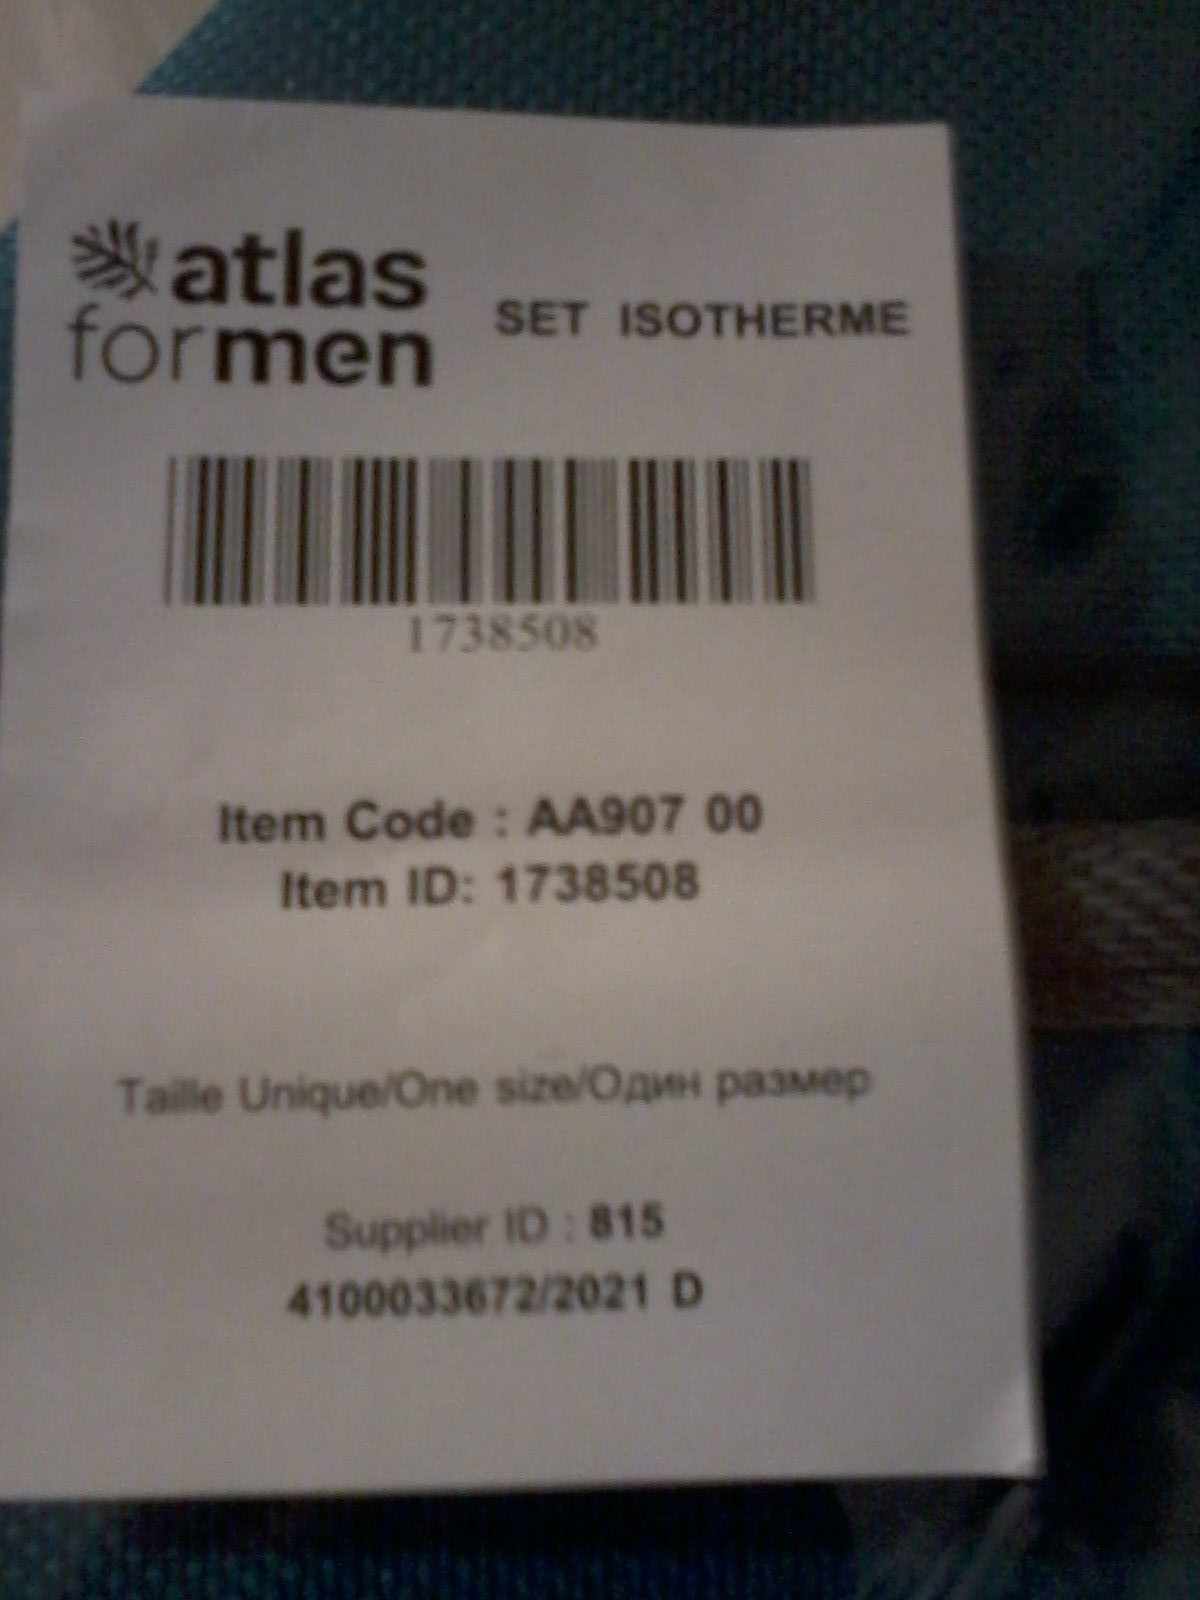 atlas
formen
SET ISOTHERME
1738508
Item Code : AA907 00
Item ID: 1738508
Taille Unique/One size/Один размер
Supplier ID : 815
4100033672/2021 D